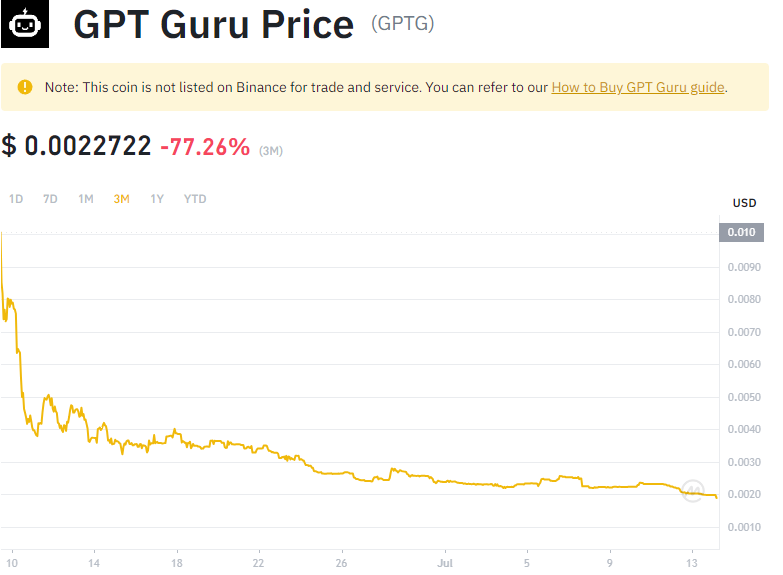 GPT Guru Price (GPTG)
Note: This coin is not listed on Binance for trade and service. You can refer to our How to Buy GPT Guru guide.
$ 0.0022722 -77.26% (3M)
1D 7D 1M 3M 1Y YTD
USD
0.010
0.0090
0.0080
0.0070
0.0060
0.0050
0.0040
0.0030
0.0020
0.0010
10 14 18 22 26 Jul 5 9 13